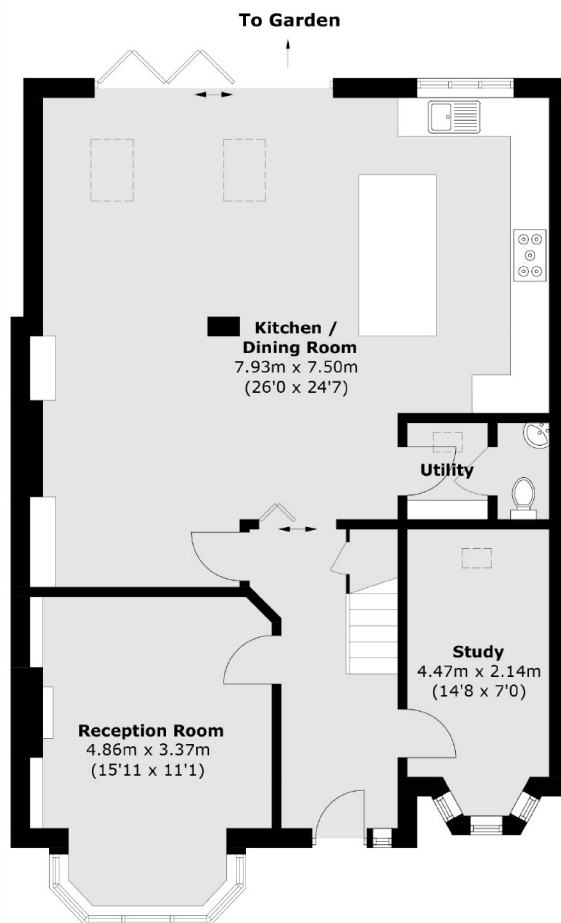 To Garden
Kitchen /
Dining Room
7.93m x 7.50m
(26'0 x 24'7)
Utility
Study
4.47m x 2.14m
(14'8 x 7'0)
Reception Room
4.86m x 3.37m
(15'11 x 11'1)